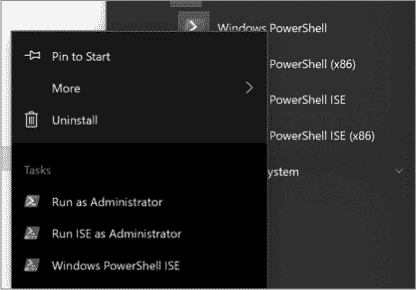 Windows PowerShell
Pin to Start
PowerShell (x86)
More
PowerShell ISE
Uninstall
PowerShell ISE (x86)
Tasks
ystem
Run as Administrator
Run ISE as Administrator
Windows PowerShell ISE